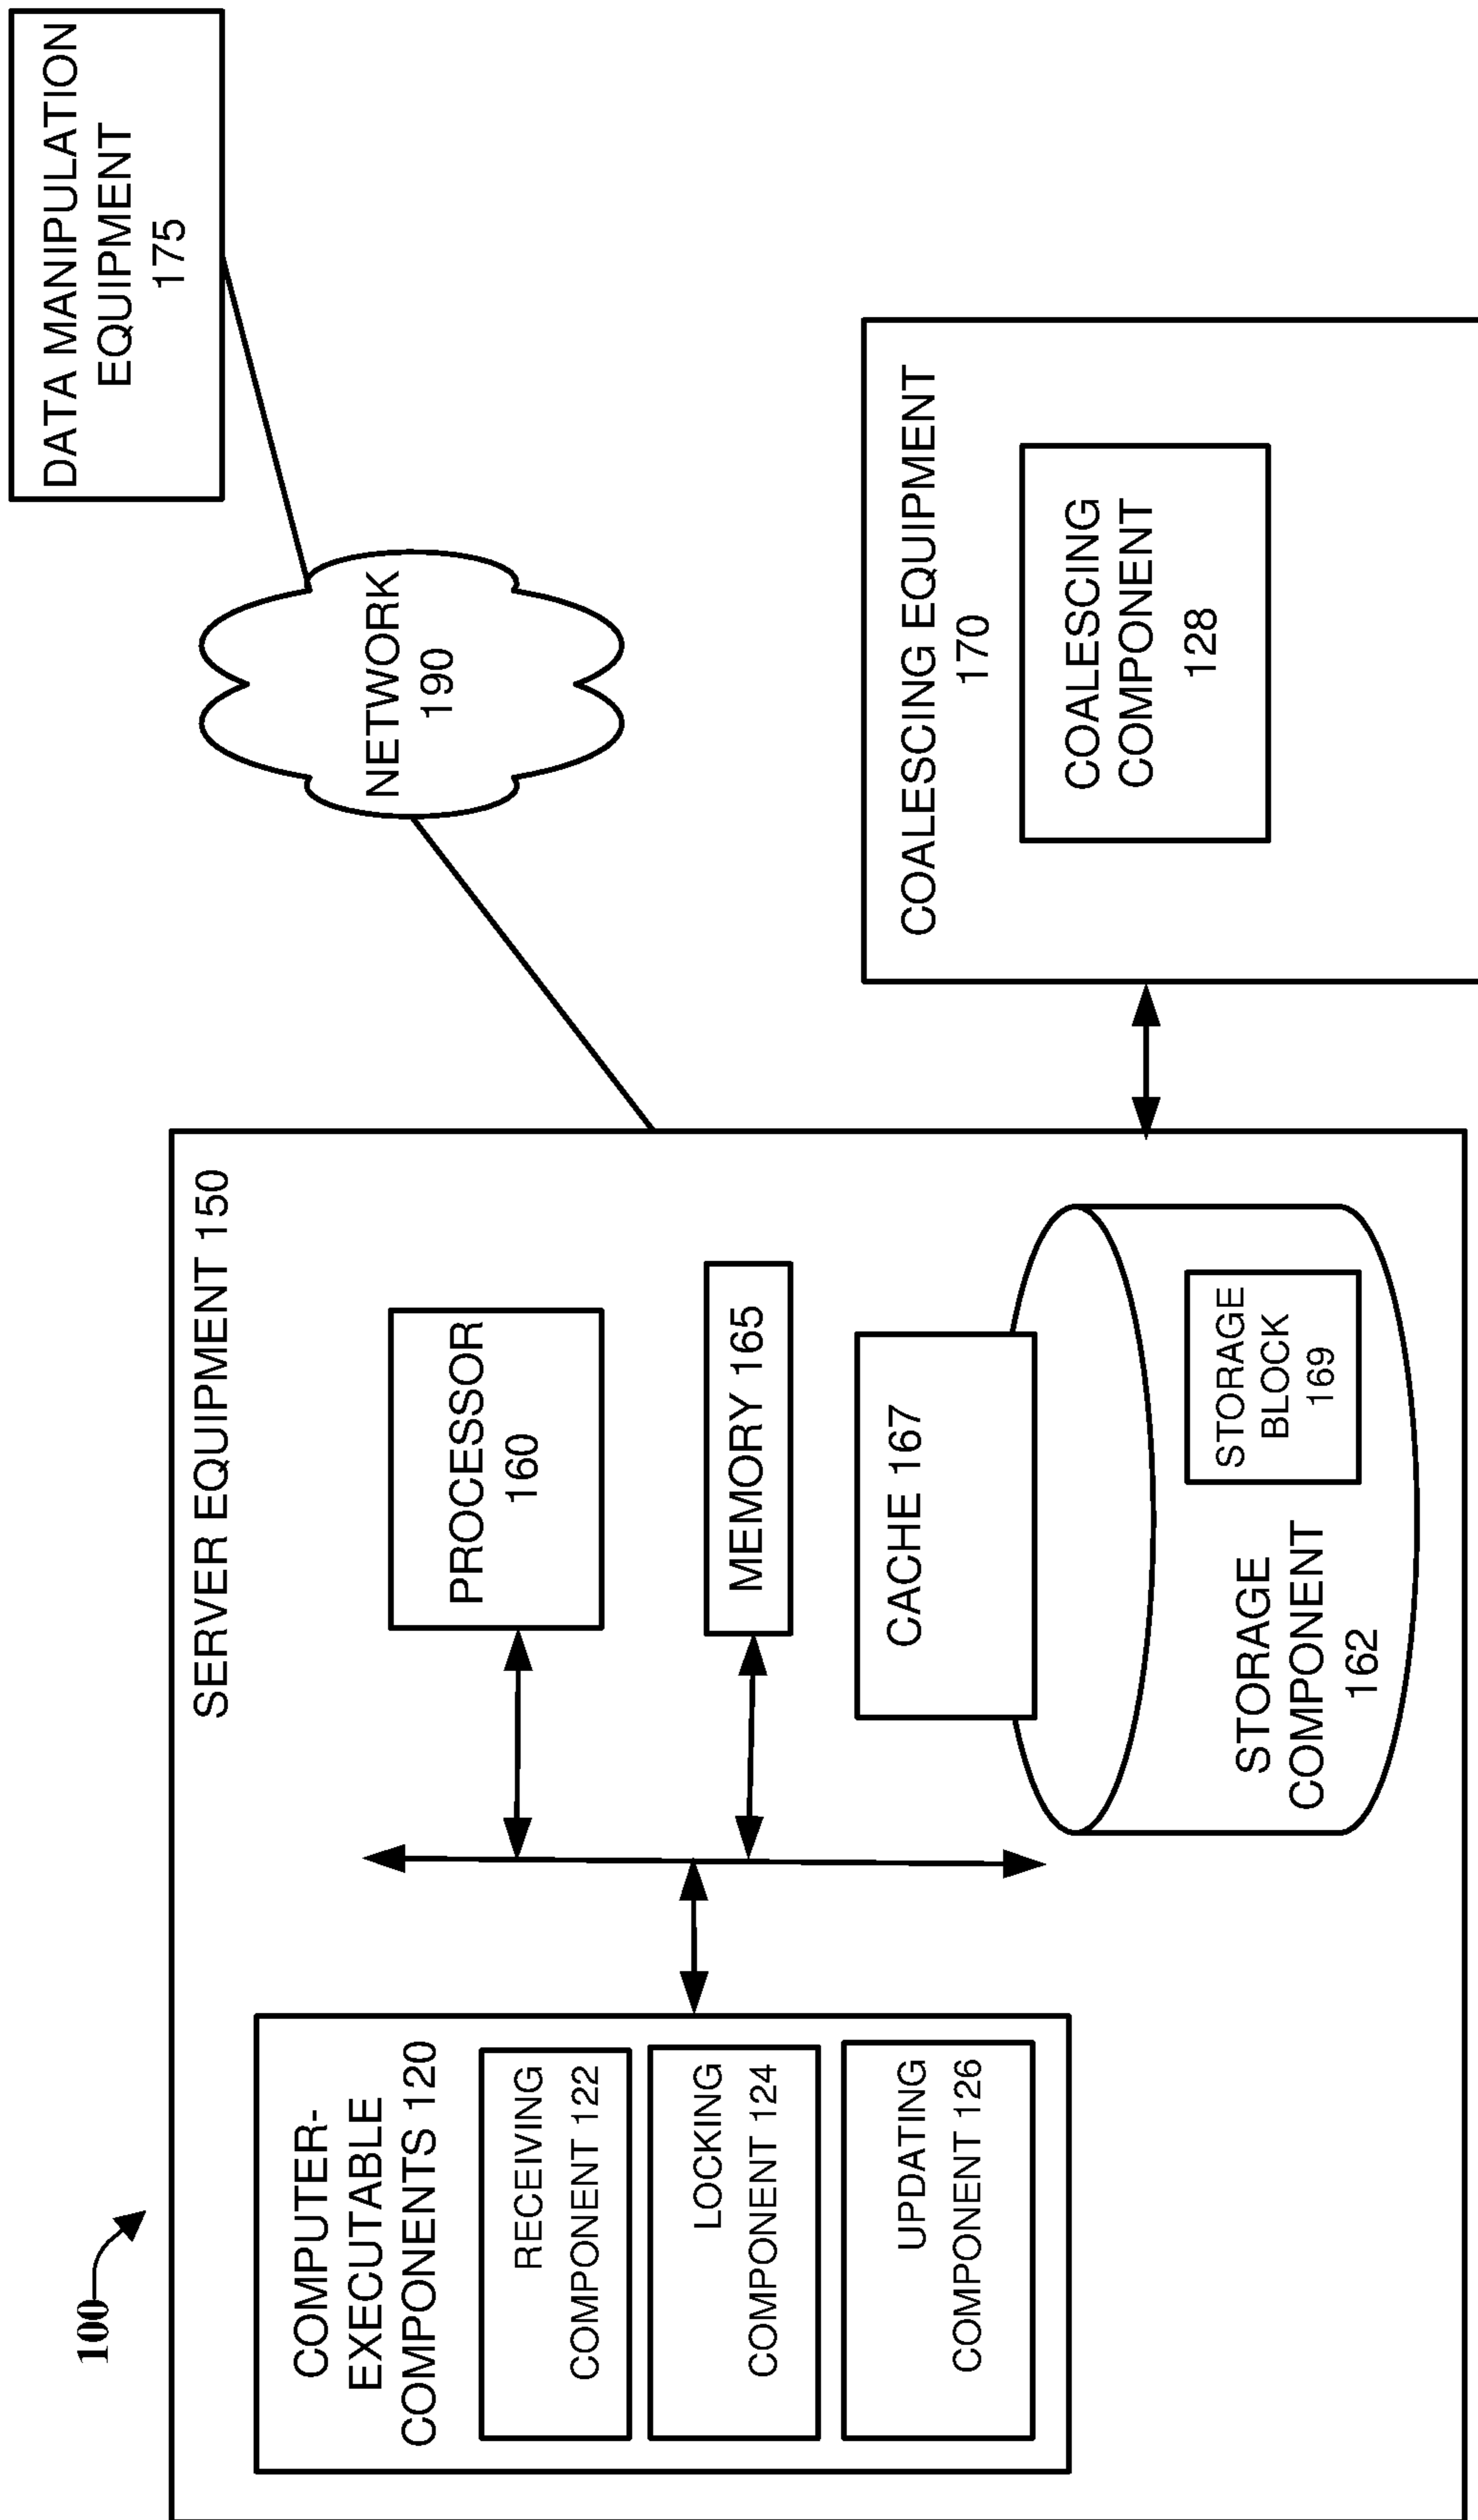 100
SERVER EQUIPMENT 150
COMPUTER-
EXECUTABLE
COMPONENTS 120
RECEIVING
COMPONENT 122
LOCKING
COMPONENT 124
UPDATING
COMPONENT 126
PROCESSOR
160
MEMORY 165
CACHE 167
STORAGE
COMPONENT
162
STORAGE
BLOCK
169
NETWORK
190
DATA MANIPULATION
EQUIPMENT
175
COALESCING EQUIPMENT
170
COALESCING
COMPONENT
128